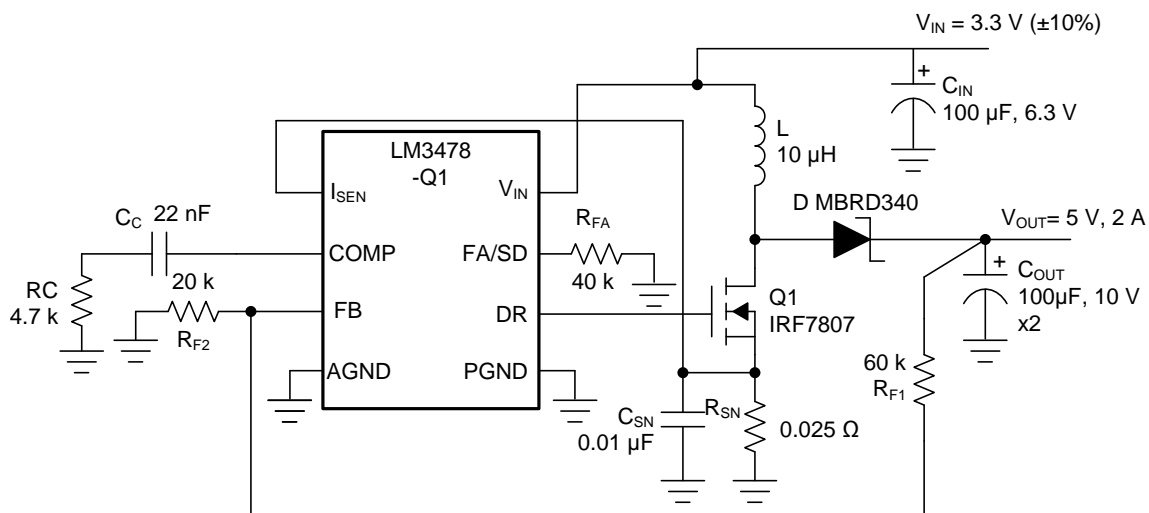 V_IN = 3.3 V (±10%)
C_IN
100 µF, 6.3 V
L
10 µH
LM3478
-Q1
I_SEN
V_IN
D MBRD340
V_OUT= 5 V, 2 A
C_C 22 nF
R_FA
COMP
FA/SD
40 k
C_OUT
100µF, 10 V
x2
RC
4.7 k
20 k
R_F2
FB
DR
Q1
IRF7807
60 k
R_F1
AGND
PGND
C_SN
0.01 µF
R_SN
0.025 Ω